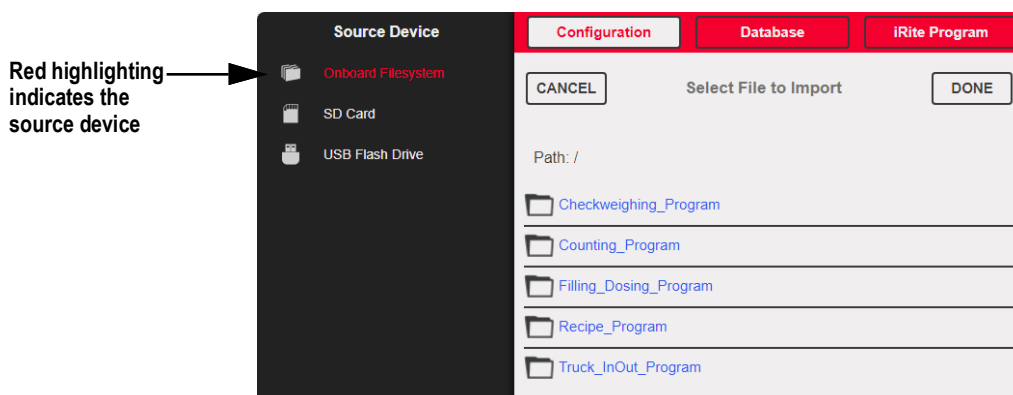 Red highlighting
indicates the
source device
Source Device
Onboard Filesystem
SD Card
USB Flash Drive
Configuration
Database
iRite Program
CANCEL
Select File to Import
DONE
Path: /
Checkweighing_Program
Counting_Program
Filling_Dosing_Program
Recipe_Program
Truck_InOut_Program